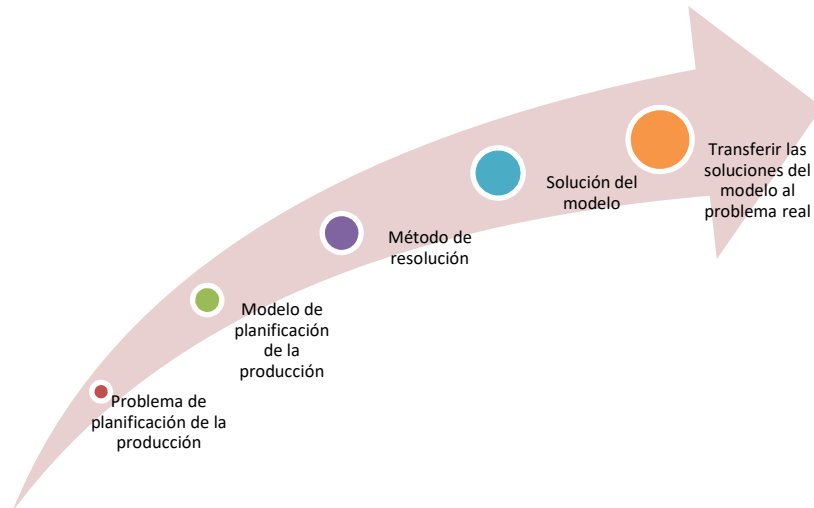 Problema de
planificación de la
producción
Modelo de
planificación
de la
producción
Método de
resolución
Solución del
modelo
Transferir las
soluciones del
modelo al
problema real